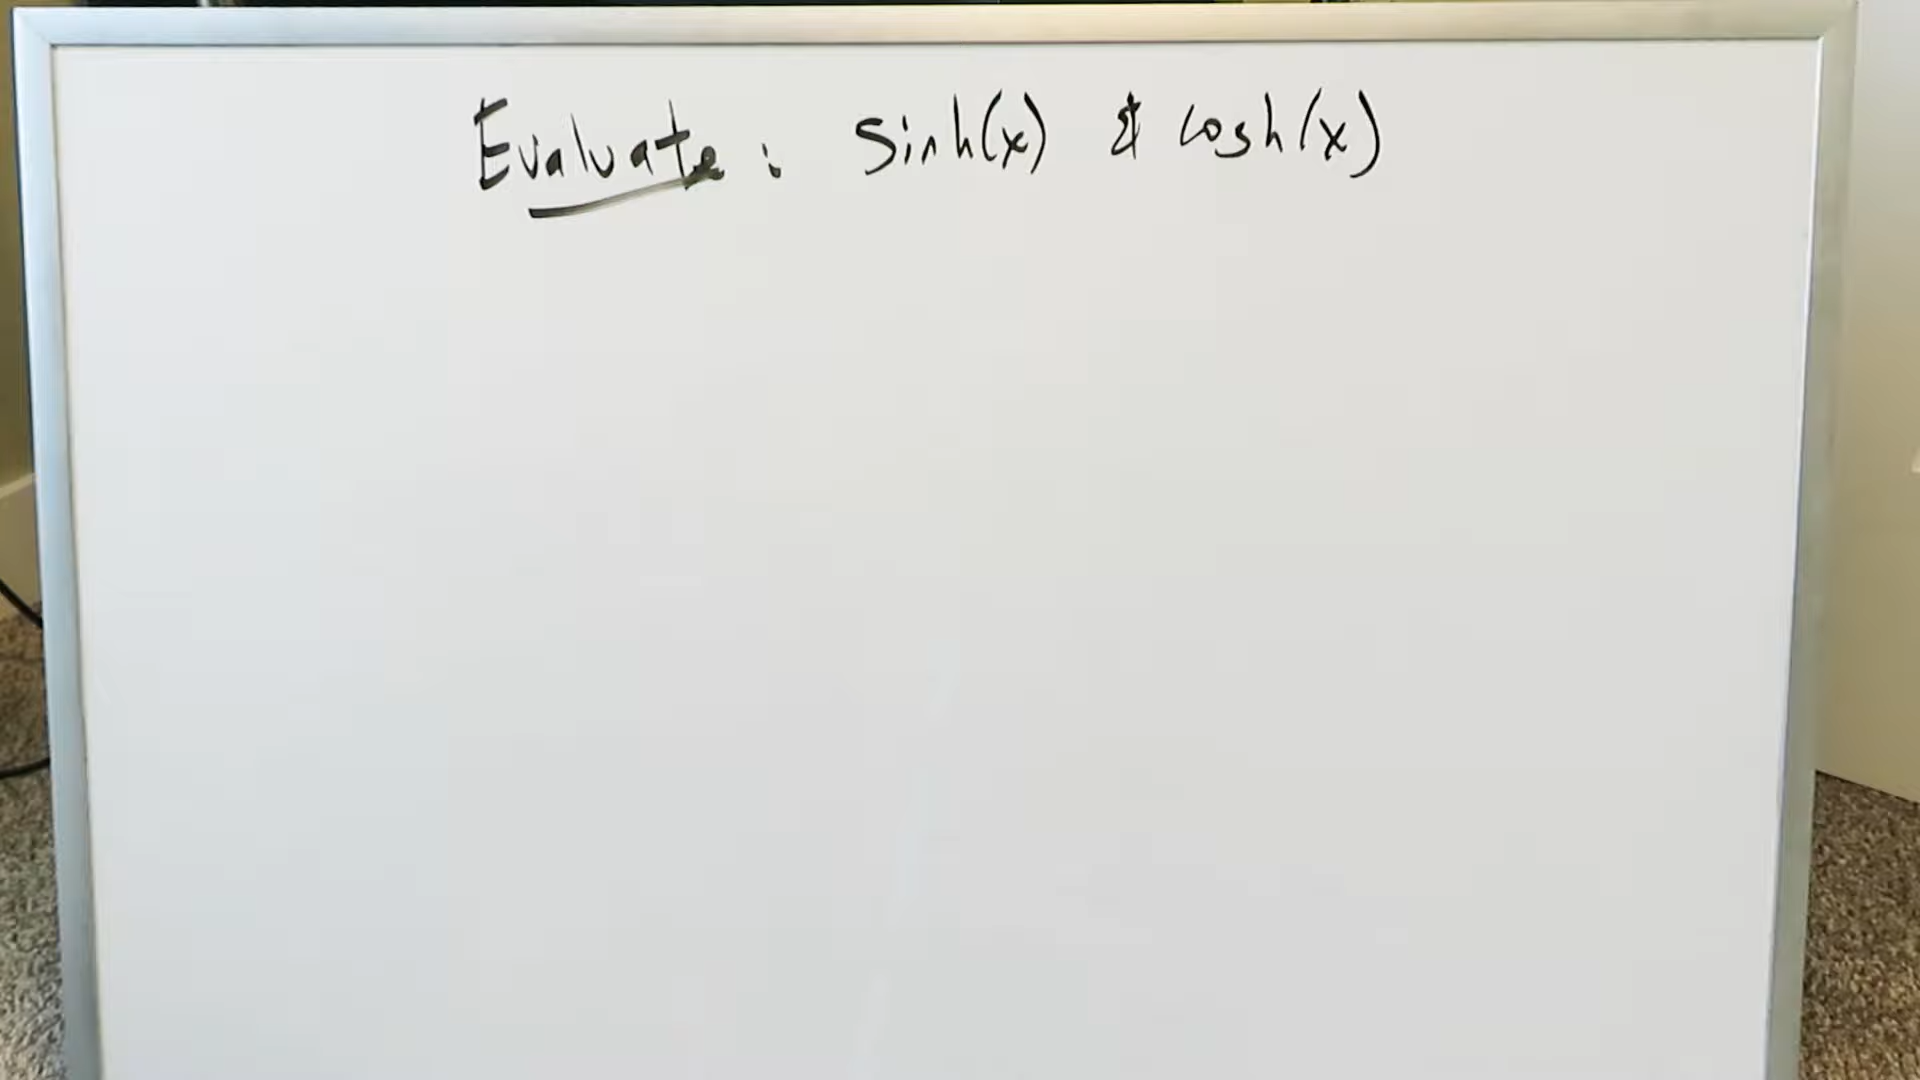 Evaluate : Sinh(x) & cosh(x)